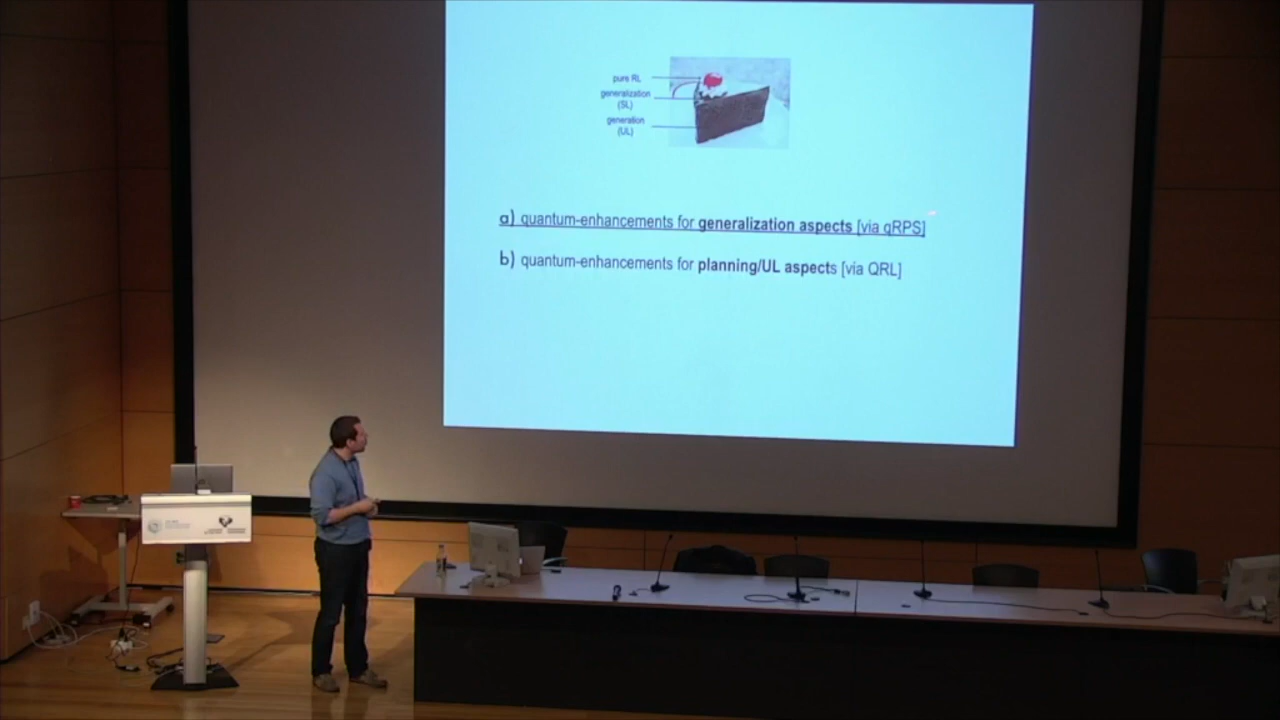 pure RL
generalization
(SL)
generation
(UL)
a) quantum-enhancements for generalization aspects [via qRPS]
b) quantum-enhancements for planning/UL aspects [via QRL]